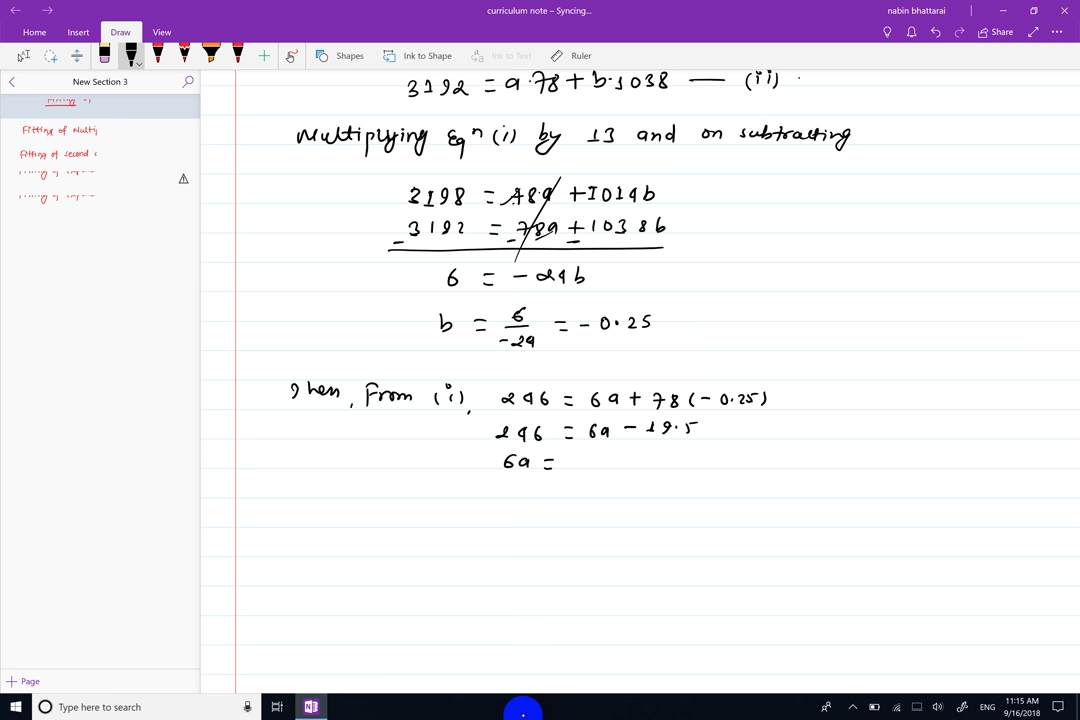 curriculum note – Syncing...
nabin bhattarai
Home Insert Draw View
Share
Shapes Ink to Shape Ink to Text Ruler
New Section 3
Fitting of Multip
Fitting of second c
3192 = a.78 + b.1038 — (ii)
Multiplying Eqn (i) by 13 and on subtracting
3198 = 78a + 1014b
- 3192 = - 78a + 1038b
6 = - 24b
b = 6/-24 = - 0.25
Then, From (i), 246 = 6a + 78 (- 0.25)
246 = 6a - 19.5
6a =
+ Page
Type here to search
ENG
11:15 AM
9/16/2018